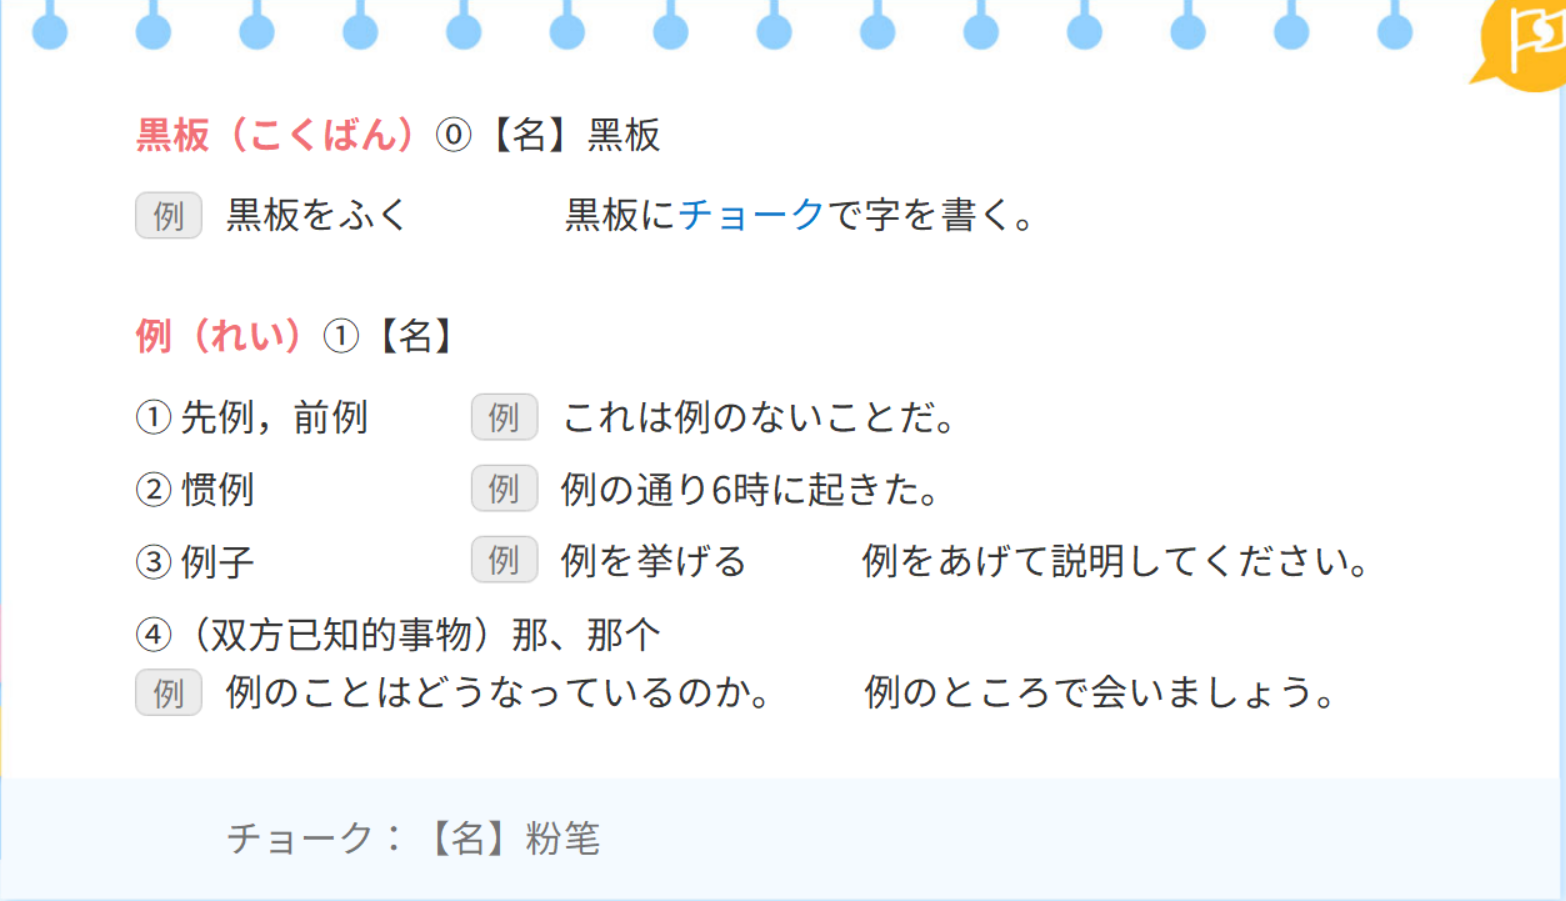 黒板（こくばん）⓪【名】黑板
例 黒板をふく 黒板にチョークで字を書く。
例（れい）①【名】
① 先例，前例 例 これは例のないことだ。
② 惯例 例 例の通り6時に起きた。
③ 例子 例 例を挙げる 例をあげて説明してください。
④（双方已知的事物）那、那个
例 例のことはどうなっているのか。 例のところで会いましょう。
チョーク：【名】粉笔